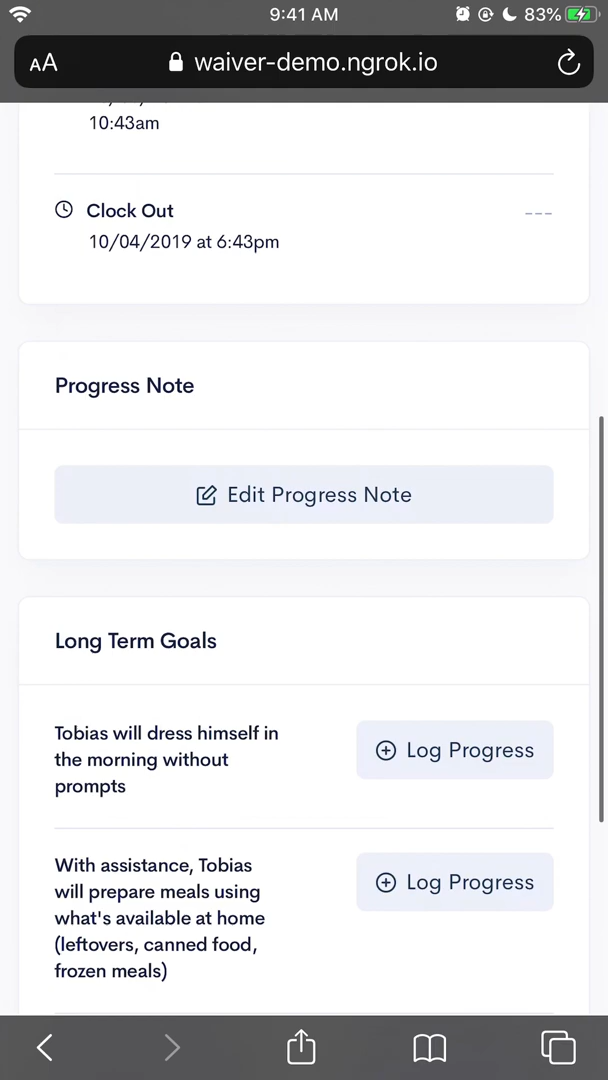 9:41 AM
83%
AA
waiver-demo.ngrok.io
10:43am
Clock Out
---
10/04/2019 at 6:43pm
Progress Note
Edit Progress Note
Long Term Goals
Tobias will dress himself in
the morning without
prompts
Log Progress
With assistance, Tobias
will prepare meals using
what's available at home
(leftovers, canned food,
frozen meals)
Log Progress